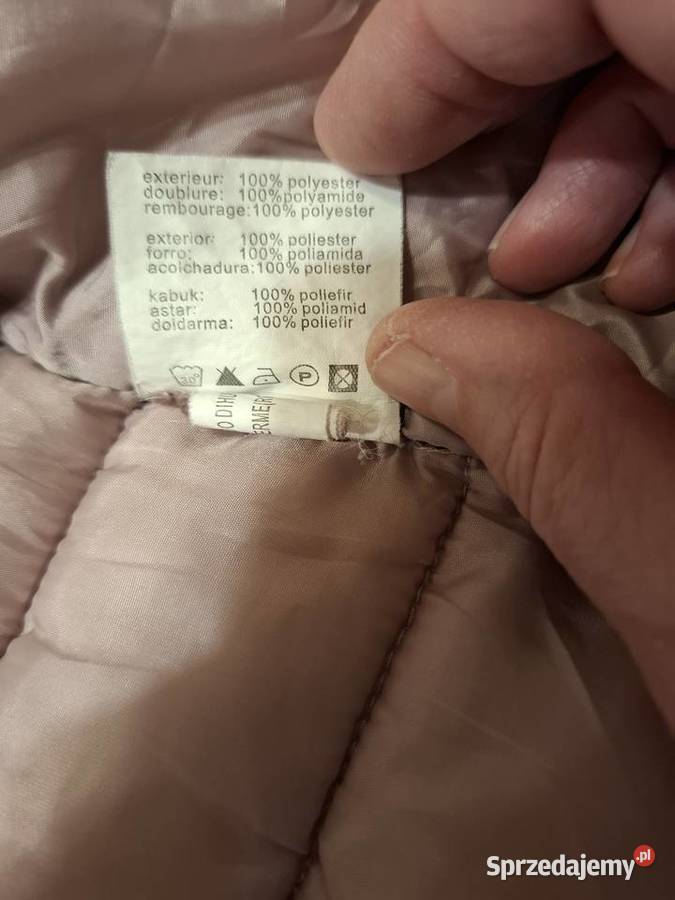 exterieur: 100% polyester
doublure: 100%polyamide
rembourage:100% polyester
exterior: 100% poliester
forro: 100% poliamida
acolchadura:100% poliester
kabuk: 100% poliefir
astar: 100% poliamid
doidarma: 100% poliefir
30°
P
Sprzedajemy.pl